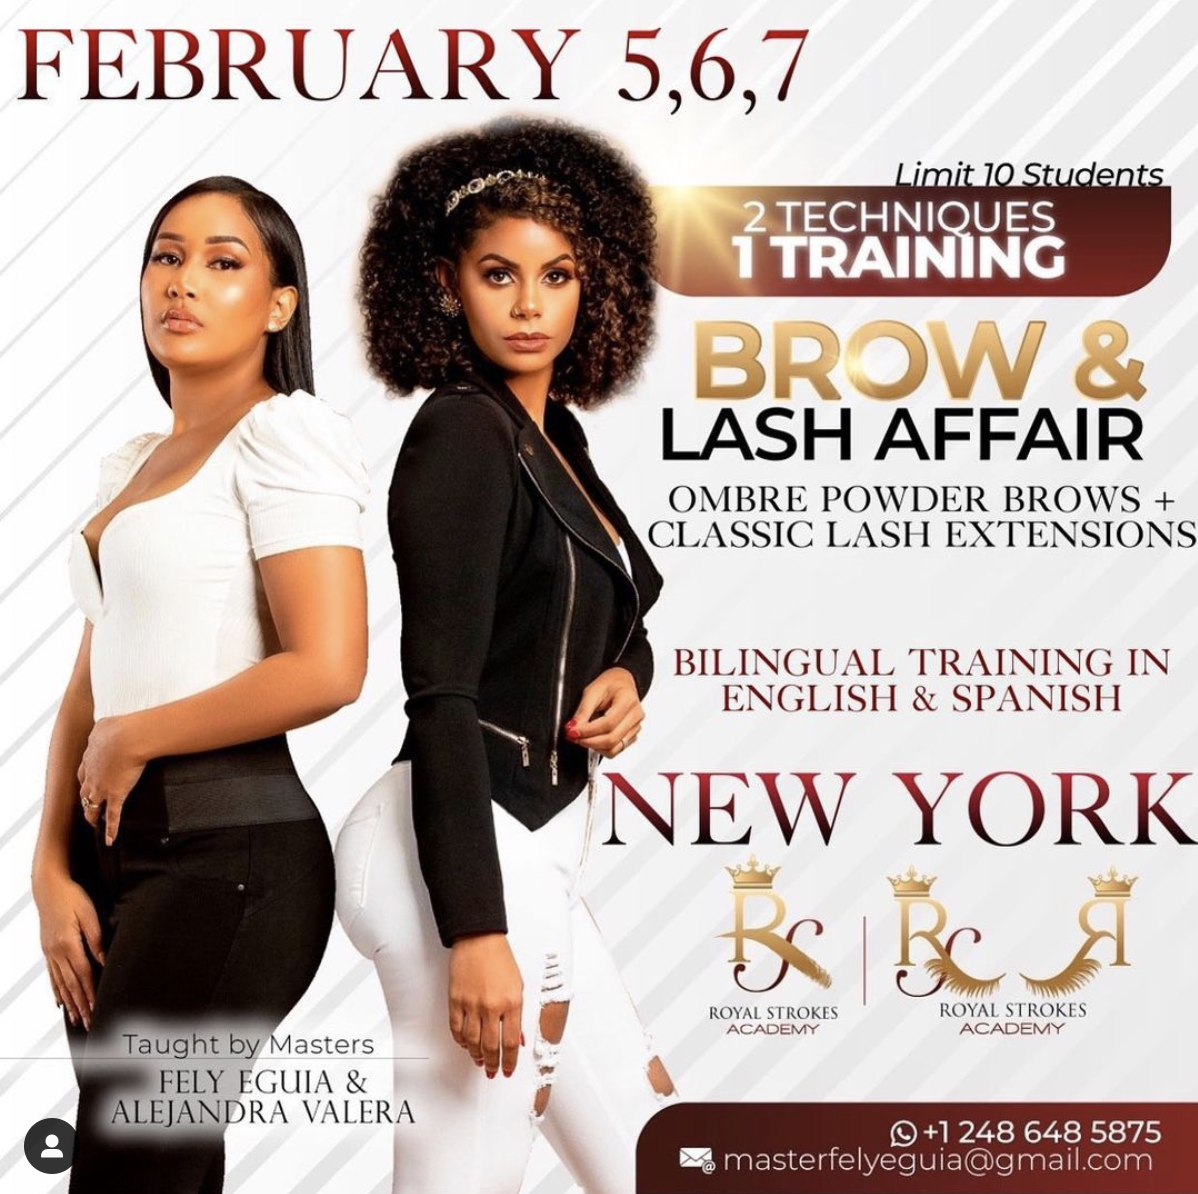 FEBRUARY 5,6,7
Limit 10 Students
2 TECHNIQUES
1 TRAINING
BROW &
LASH AFFAIR
OMBRE POWDER BROWS +
CLASSIC LASH EXTENSIONS
BILINGUAL TRAINING IN
ENGLISH & SPANISH
NEW YORK
RS
ROYAL STROKES
ACADEMY
RS R
ROYAL STROKES
ACADEMY
Taught by Masters
FELY EGUIA &
ALEJANDRA VALERA
+1 248 648 5875
masterfelyeguia@gmail.com